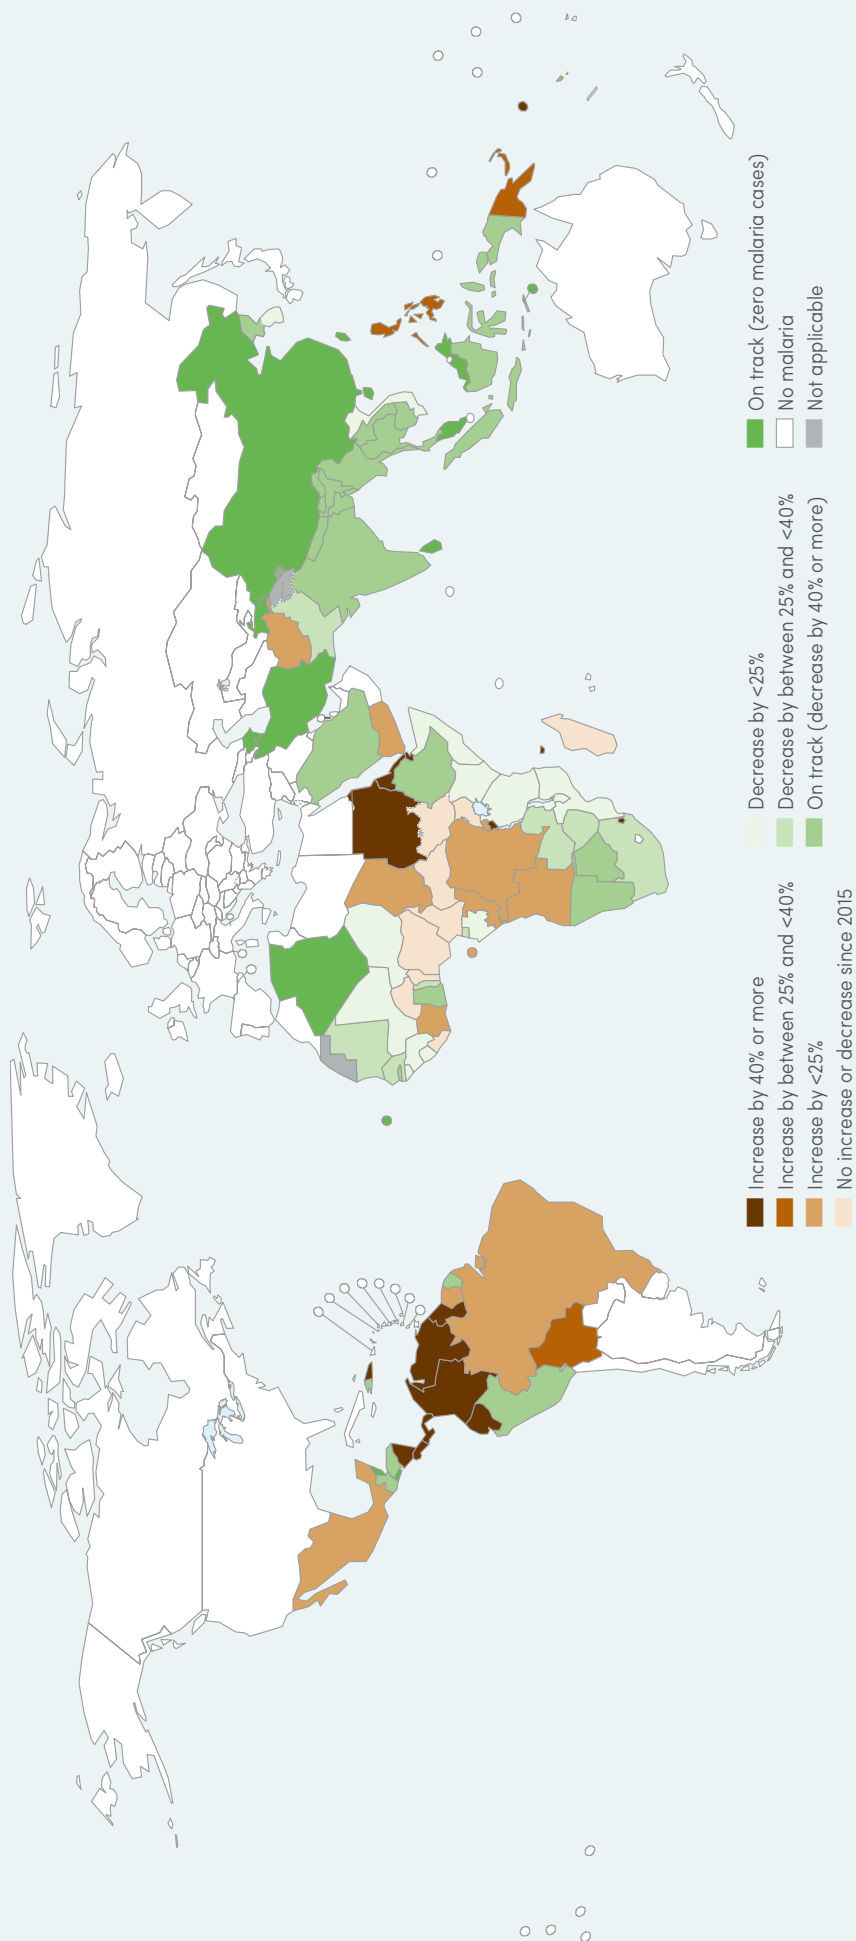 Increase by 40% or more
Increase by between 25% and <40%
Increase by <25%
No increase or decrease since 2015
Decrease by <25%
Decrease by between 25% and <40%
On track (decrease by 40% or more)
On track (zero malaria cases)
No malaria
Not applicable